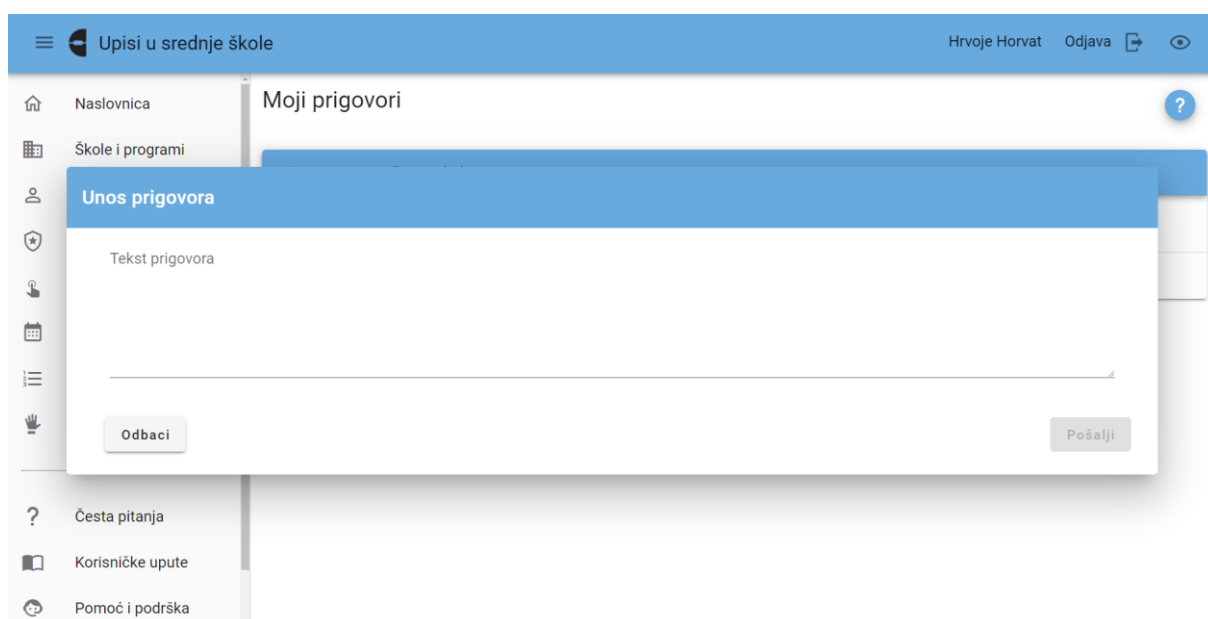 Upisi u srednje škole
Hrvoje Horvat Odjava
Naslovnica
Moji prigovori
?
Škole i programi
Unos prigovora
Tekst prigovora
Odbaci
Pošalji
? Česta pitanja
Korisničke upute
Pomoć i podrška